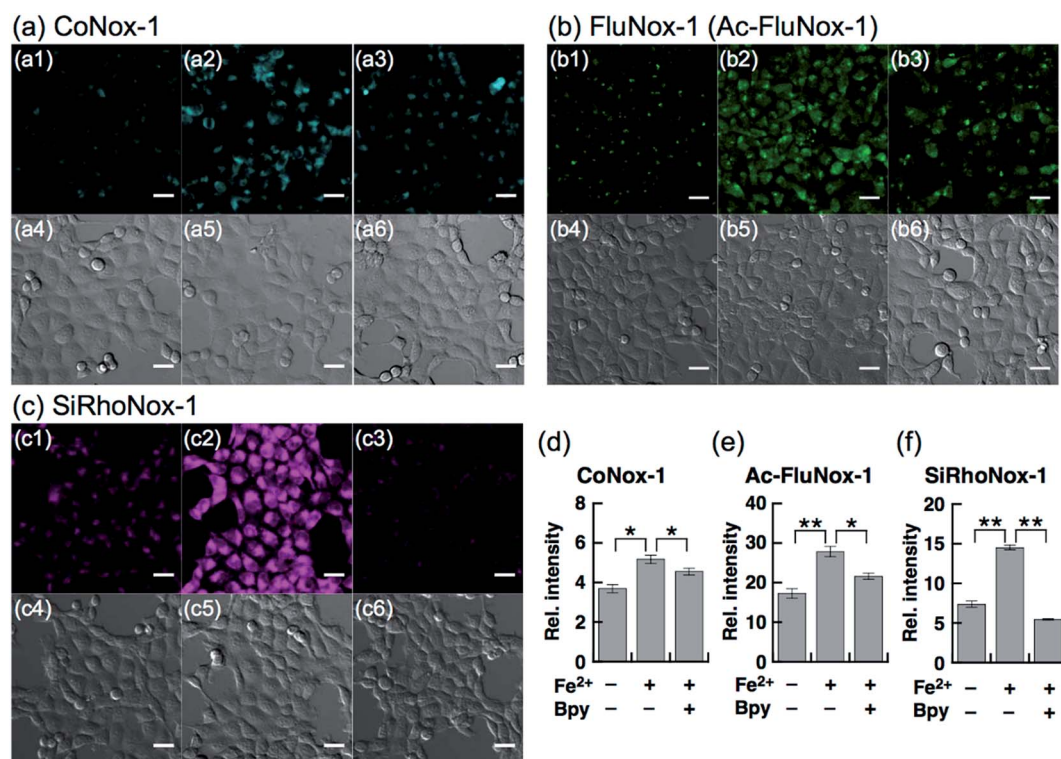 (a) CoNox-1
(a1) (a2) (a3)
(a4) (a5) (a6)
(b) FluNox-1 (Ac-FluNox-1)
(b1) (b2) (b3)
(b4) (b5) (b6)
(c) SiRhoNox-1
(c1) (c2) (c3)
(c4) (c5) (c6)
(d)
CoNox-1
Rel. intensity
8
6
4
2
0
* *
Fe²⁺ − + +
Bpy − +
(e)
Ac-FluNox-1
Rel. intensity
40
30
20
10
0
** *
Fe²⁺ − + +
Bpy − +
(f)
SiRhoNox-1
Rel. intensity
20
15
10
5
0
** **
Fe²⁺ − + +
Bpy − +